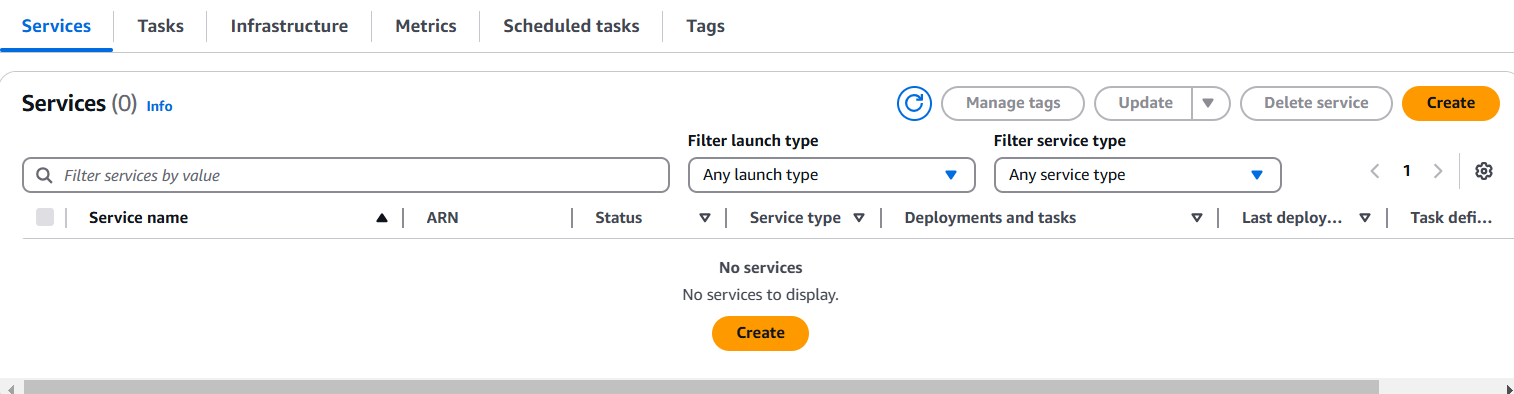 Services Tasks Infrastructure Metrics Scheduled tasks Tags
Services (0) Info Manage tags Update Delete service Create
Filter launch type Filter service type
Filter services by value Any launch type Any service type 1
Service name ARN Status Service type Deployments and tasks Last deploy... Task defi...
No services
No services to display.
Create